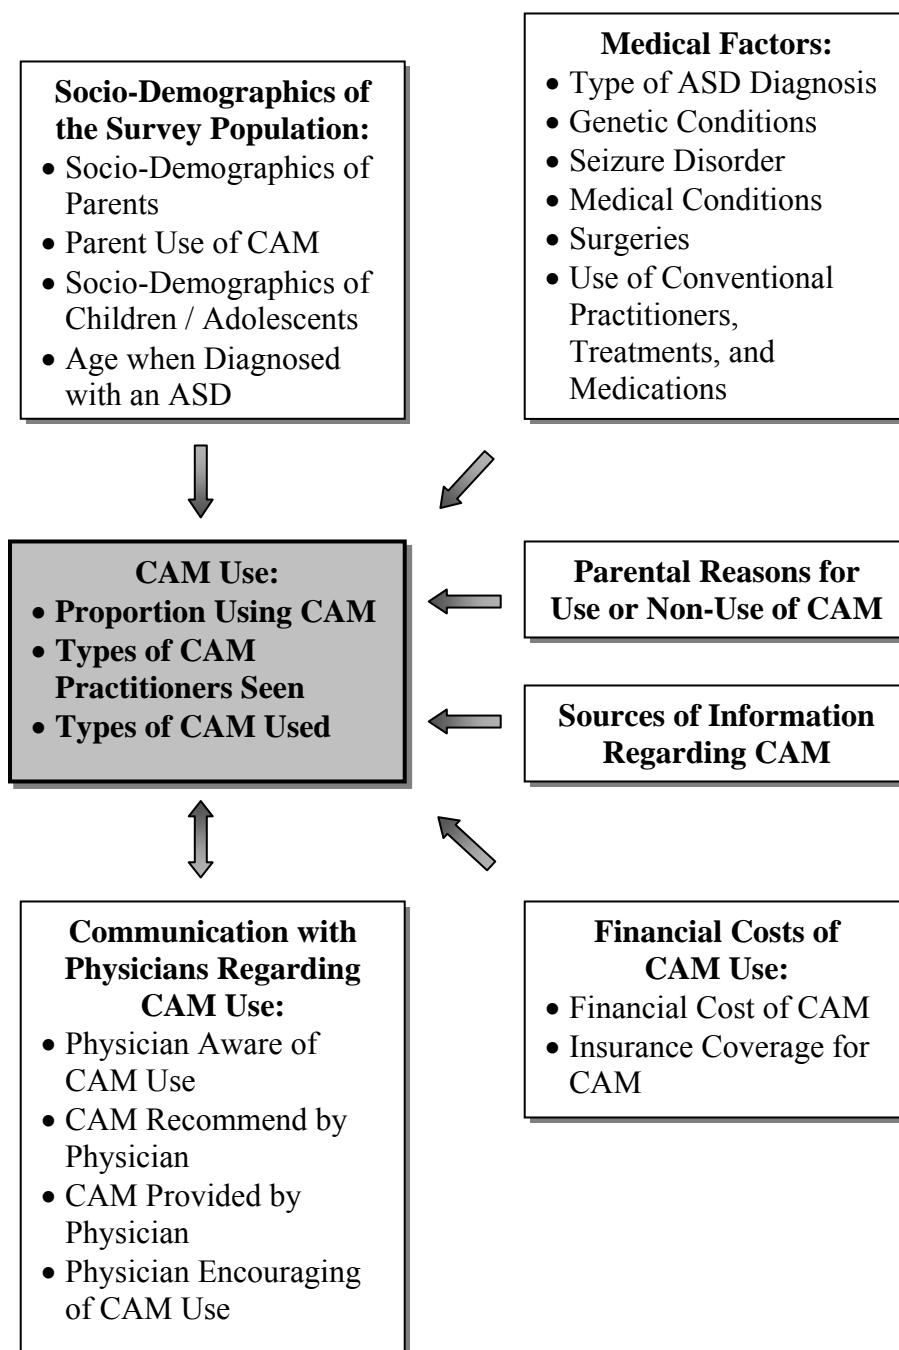 Socio-Demographics of
the Survey Population:
• Socio-Demographics of
Parents
• Parent Use of CAM
• Socio-Demographics of
Children / Adolescents
• Age when Diagnosed
with an ASD
Medical Factors:
• Type of ASD Diagnosis
• Genetic Conditions
• Seizure Disorder
• Medical Conditions
• Surgeries
• Use of Conventional
Practitioners,
Treatments, and
Medications
CAM Use:
• Proportion Using CAM
• Types of CAM
Practitioners Seen
• Types of CAM Used
Parental Reasons for
Use or Non-Use of CAM
Sources of Information
Regarding CAM
Communication with
Physicians Regarding
CAM Use:
• Physician Aware of
CAM Use
• CAM Recommend by
Physician
• CAM Provided by
Physician
• Physician Encouraging
of CAM Use
Financial Costs of
CAM Use:
• Financial Cost of CAM
• Insurance Coverage for
CAM